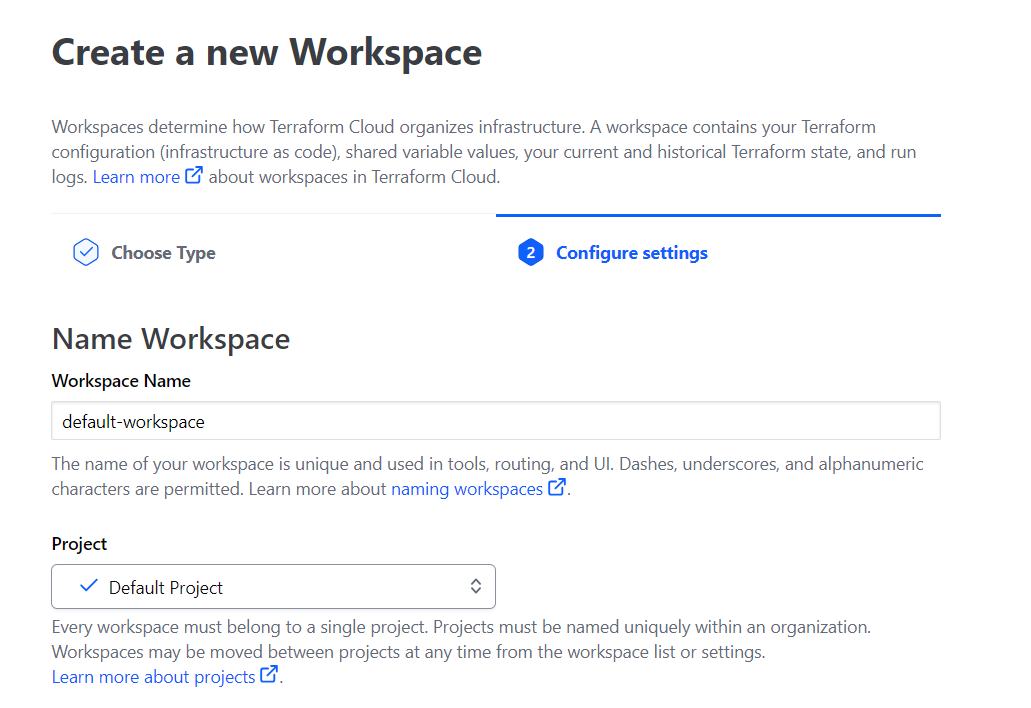 Create a new Workspace
Workspaces determine how Terraform Cloud organizes infrastructure. A workspace contains your Terraform
configuration (infrastructure as code), shared variable values, your current and historical Terraform state, and run
logs. Learn more about workspaces in Terraform Cloud.
Choose Type
2 Configure settings
Name Workspace
Workspace Name
default-workspace
The name of your workspace is unique and used in tools, routing, and UI. Dashes, underscores, and alphanumeric
characters are permitted. Learn more about naming workspaces.
Project
Default Project
Every workspace must belong to a single project. Projects must be named uniquely within an organization.
Workspaces may be moved between projects at any time from the workspace list or settings.
Learn more about projects.